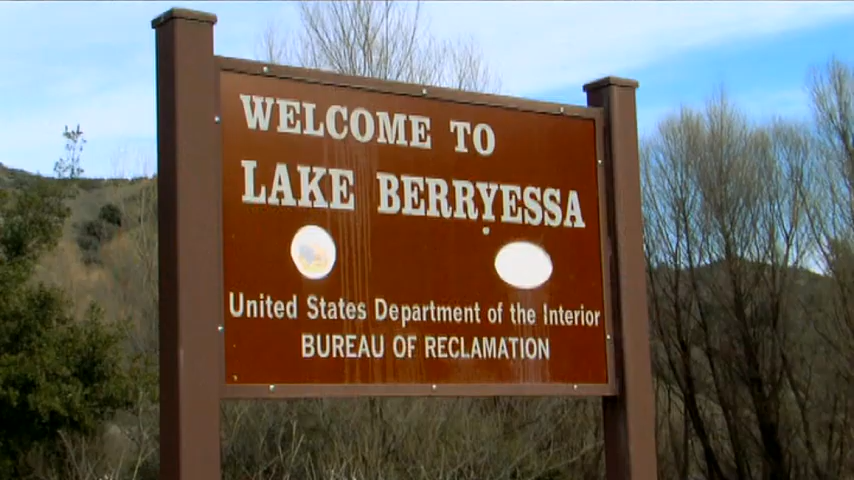 WELCOME TO
LAKE BERRYESSA
United States Department of the Interior
BUREAU OF RECLAMATION